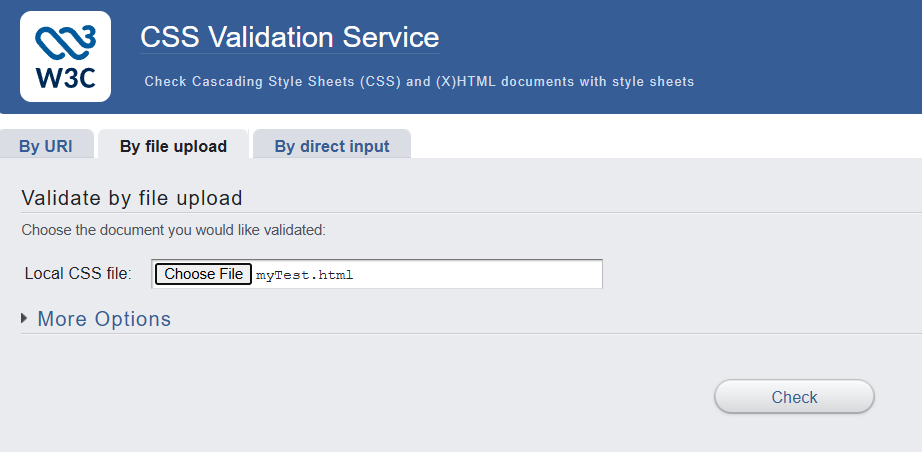 3
W3C
CSS Validation Service
Check Cascading Style Sheets (CSS) and (X)HTML documents with style sheets
By URI By file upload By direct input
Validate by file upload
Choose the document you would like validated:
Local CSS file: Choose File myTest.html
More Options
Check